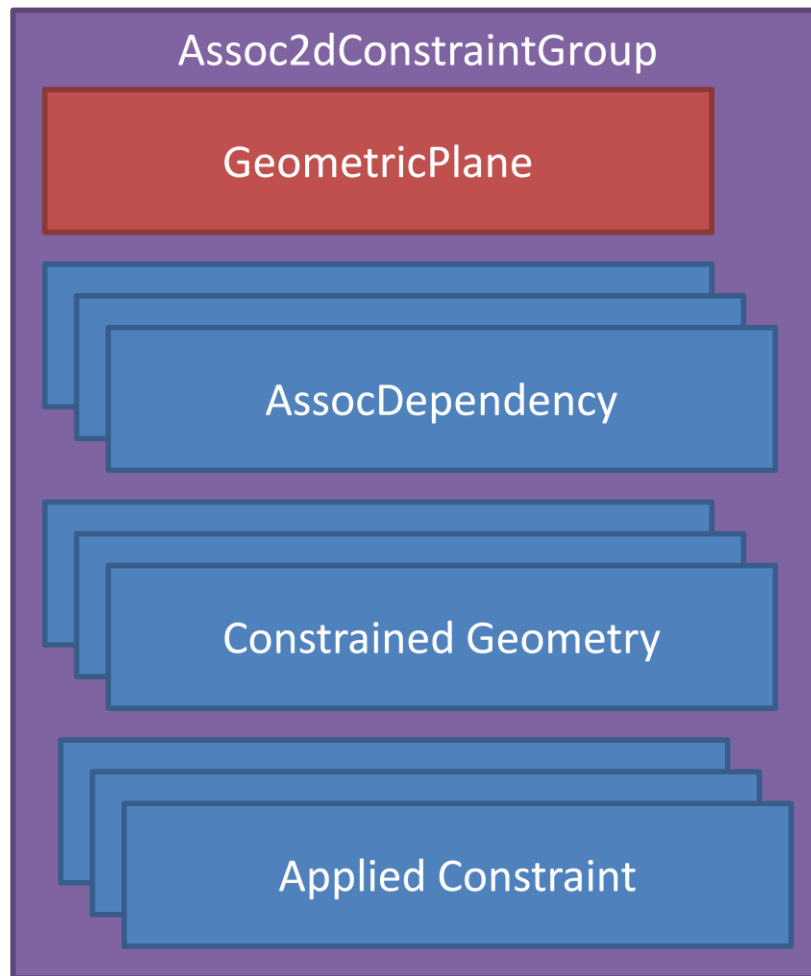 Assoc2dConstraintGroup
GeometricPlane
AssocDependency
Constrained Geometry
Applied Constraint